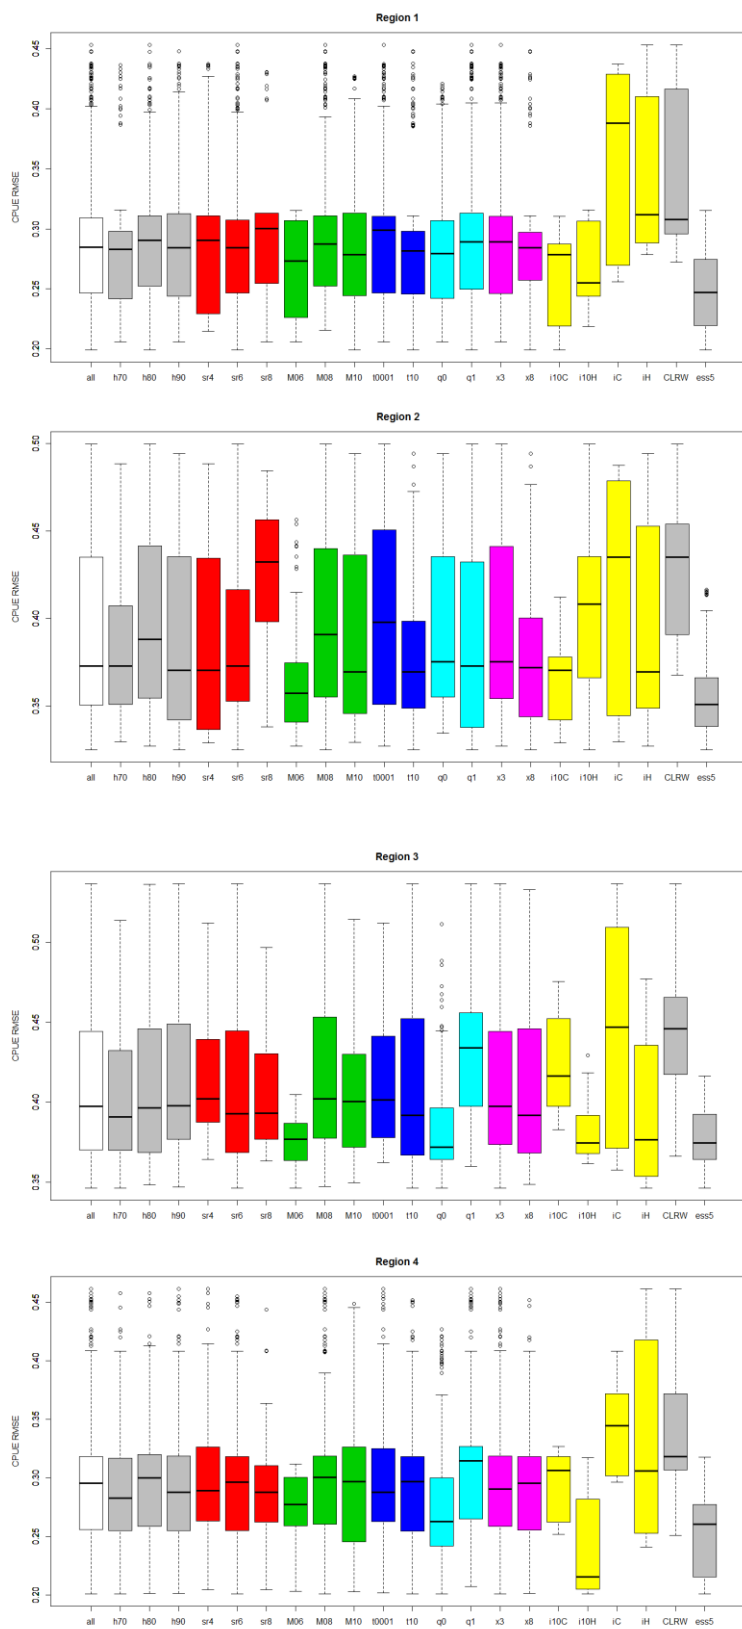 Region 1
CPUE RMSE
0.45
0.40
0.35
0.30
0.25
0.20
all h70 h80 h90 sr4 sr6 sr8 M06 M08 M10 t0001 t10 q0 q1 x3 x8 i10C i10H iC iH CLRW ess5
Region 2
CPUE RMSE
0.50
0.45
0.40
0.35
all h70 h80 h90 sr4 sr6 sr8 M06 M08 M10 t0001 t10 q0 q1 x3 x8 i10C i10H iC iH CLRW ess5
Region 3
CPUE RMSE
0.50
0.45
0.40
0.35
all h70 h80 h90 sr4 sr6 sr8 M06 M08 M10 t0001 t10 q0 q1 x3 x8 i10C i10H iC iH CLRW ess5
Region 4
CPUE RMSE
0.45
0.40
0.35
0.30
0.25
0.20
all h70 h80 h90 sr4 sr6 sr8 M06 M08 M10 t0001 t10 q0 q1 x3 x8 i10C i10H iC iH CLRW ess5